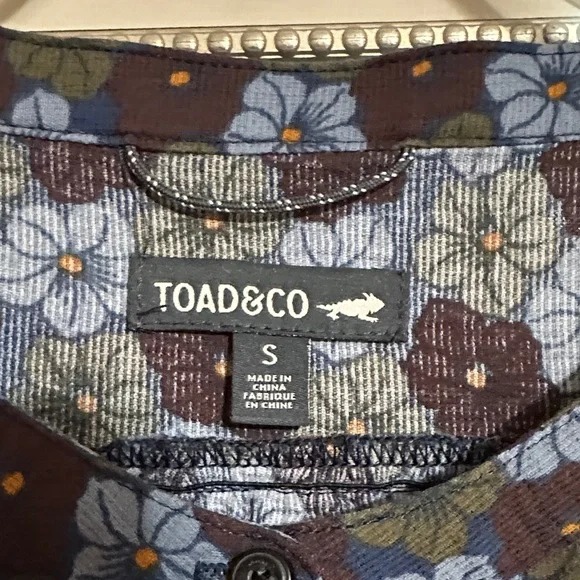 TOAD&CO
S
MADE IN
CHINA
FABRIQUE
EN CHINE